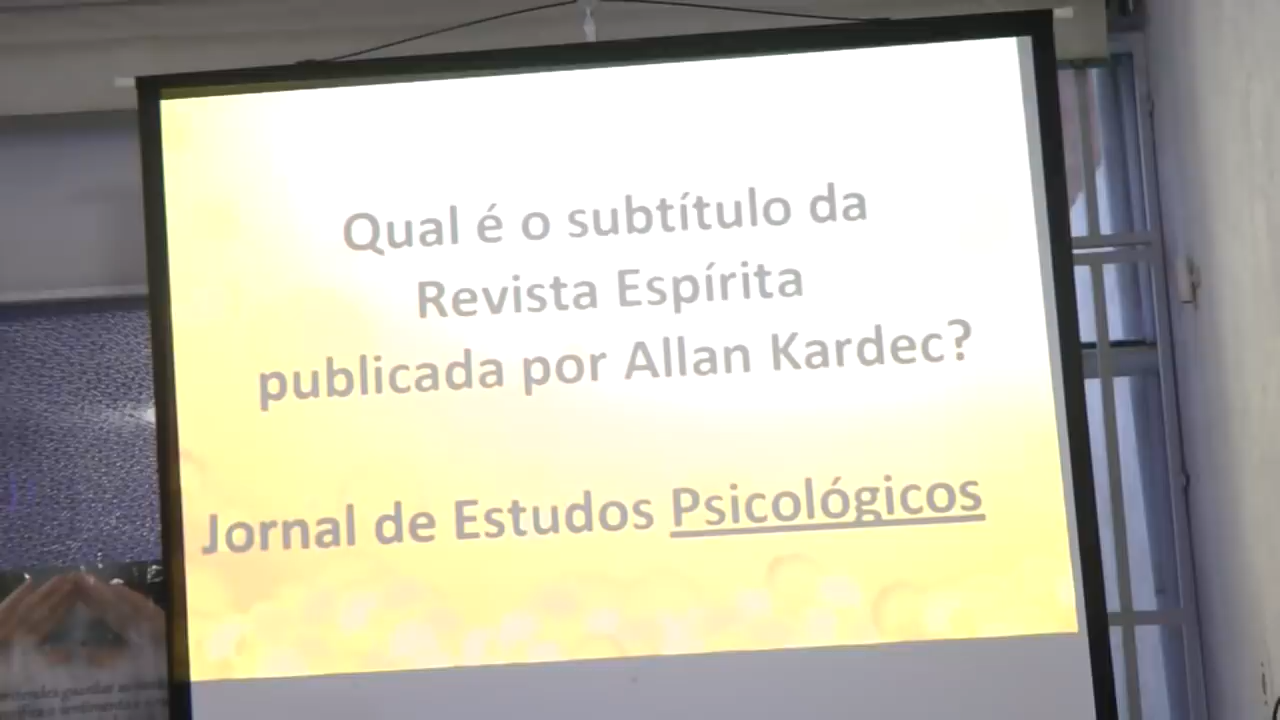 Qual é o subtítulo da
Revista Espírita
publicada por Allan Kardec?
Jornal de Estudos Psicológicos